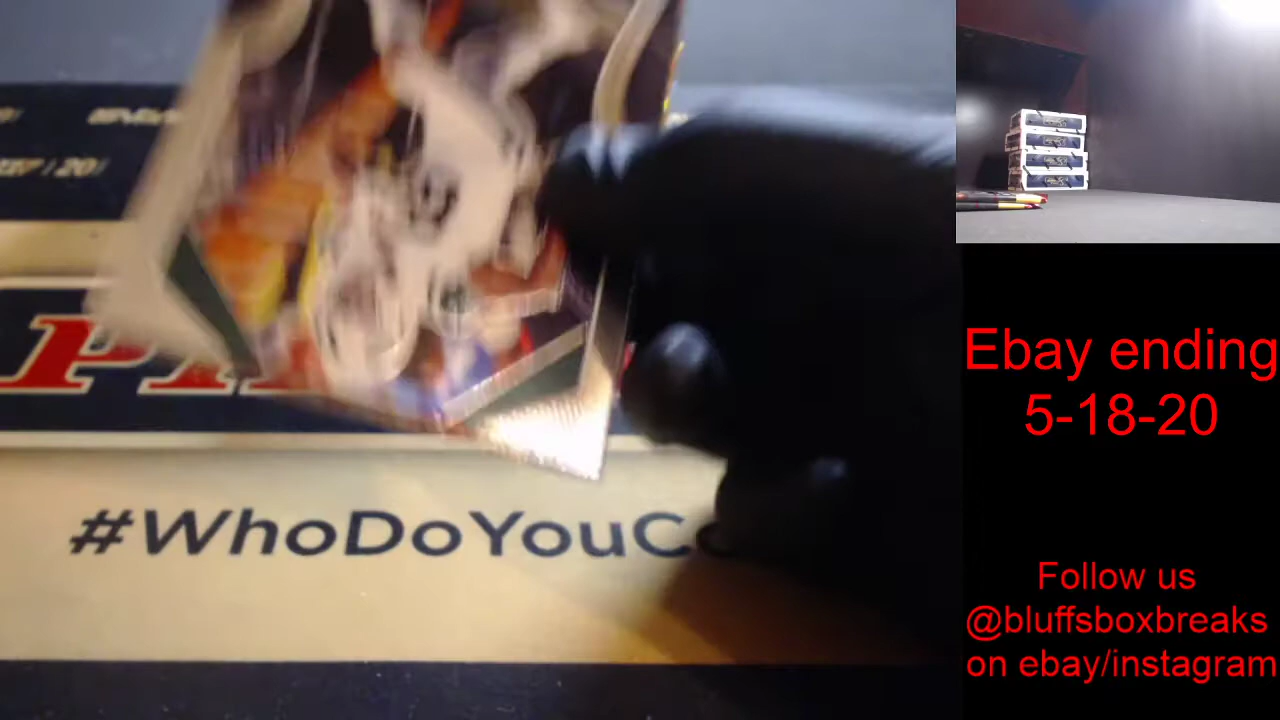 #WhoDoYouC
Ebay ending
5-18-20
Follow us
@bluffsboxbreaks
on ebay/instagram